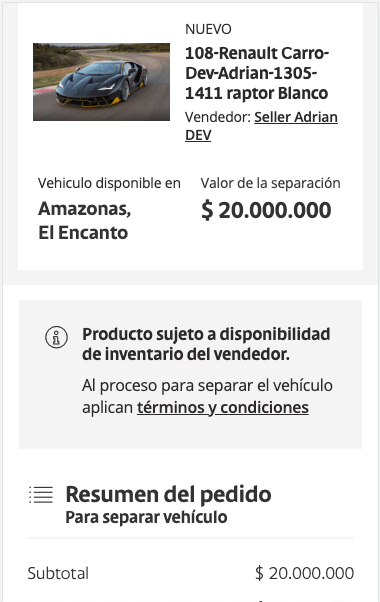 NUEVO
108-Renault Carro-
Dev-Adrian-1305-
1411 raptor Blanco
Vendedor: Seller Adrian
DEV
Vehiculo disponible en
Amazonas,
El Encanto
Valor de la separación
$ 20.000.000
Producto sujeto a disponibilidad
de inventario del vendedor.
Al proceso para separar el vehículo
aplican términos y condiciones
Resumen del pedido
Para separar vehículo
Subtotal
$ 20.000.000